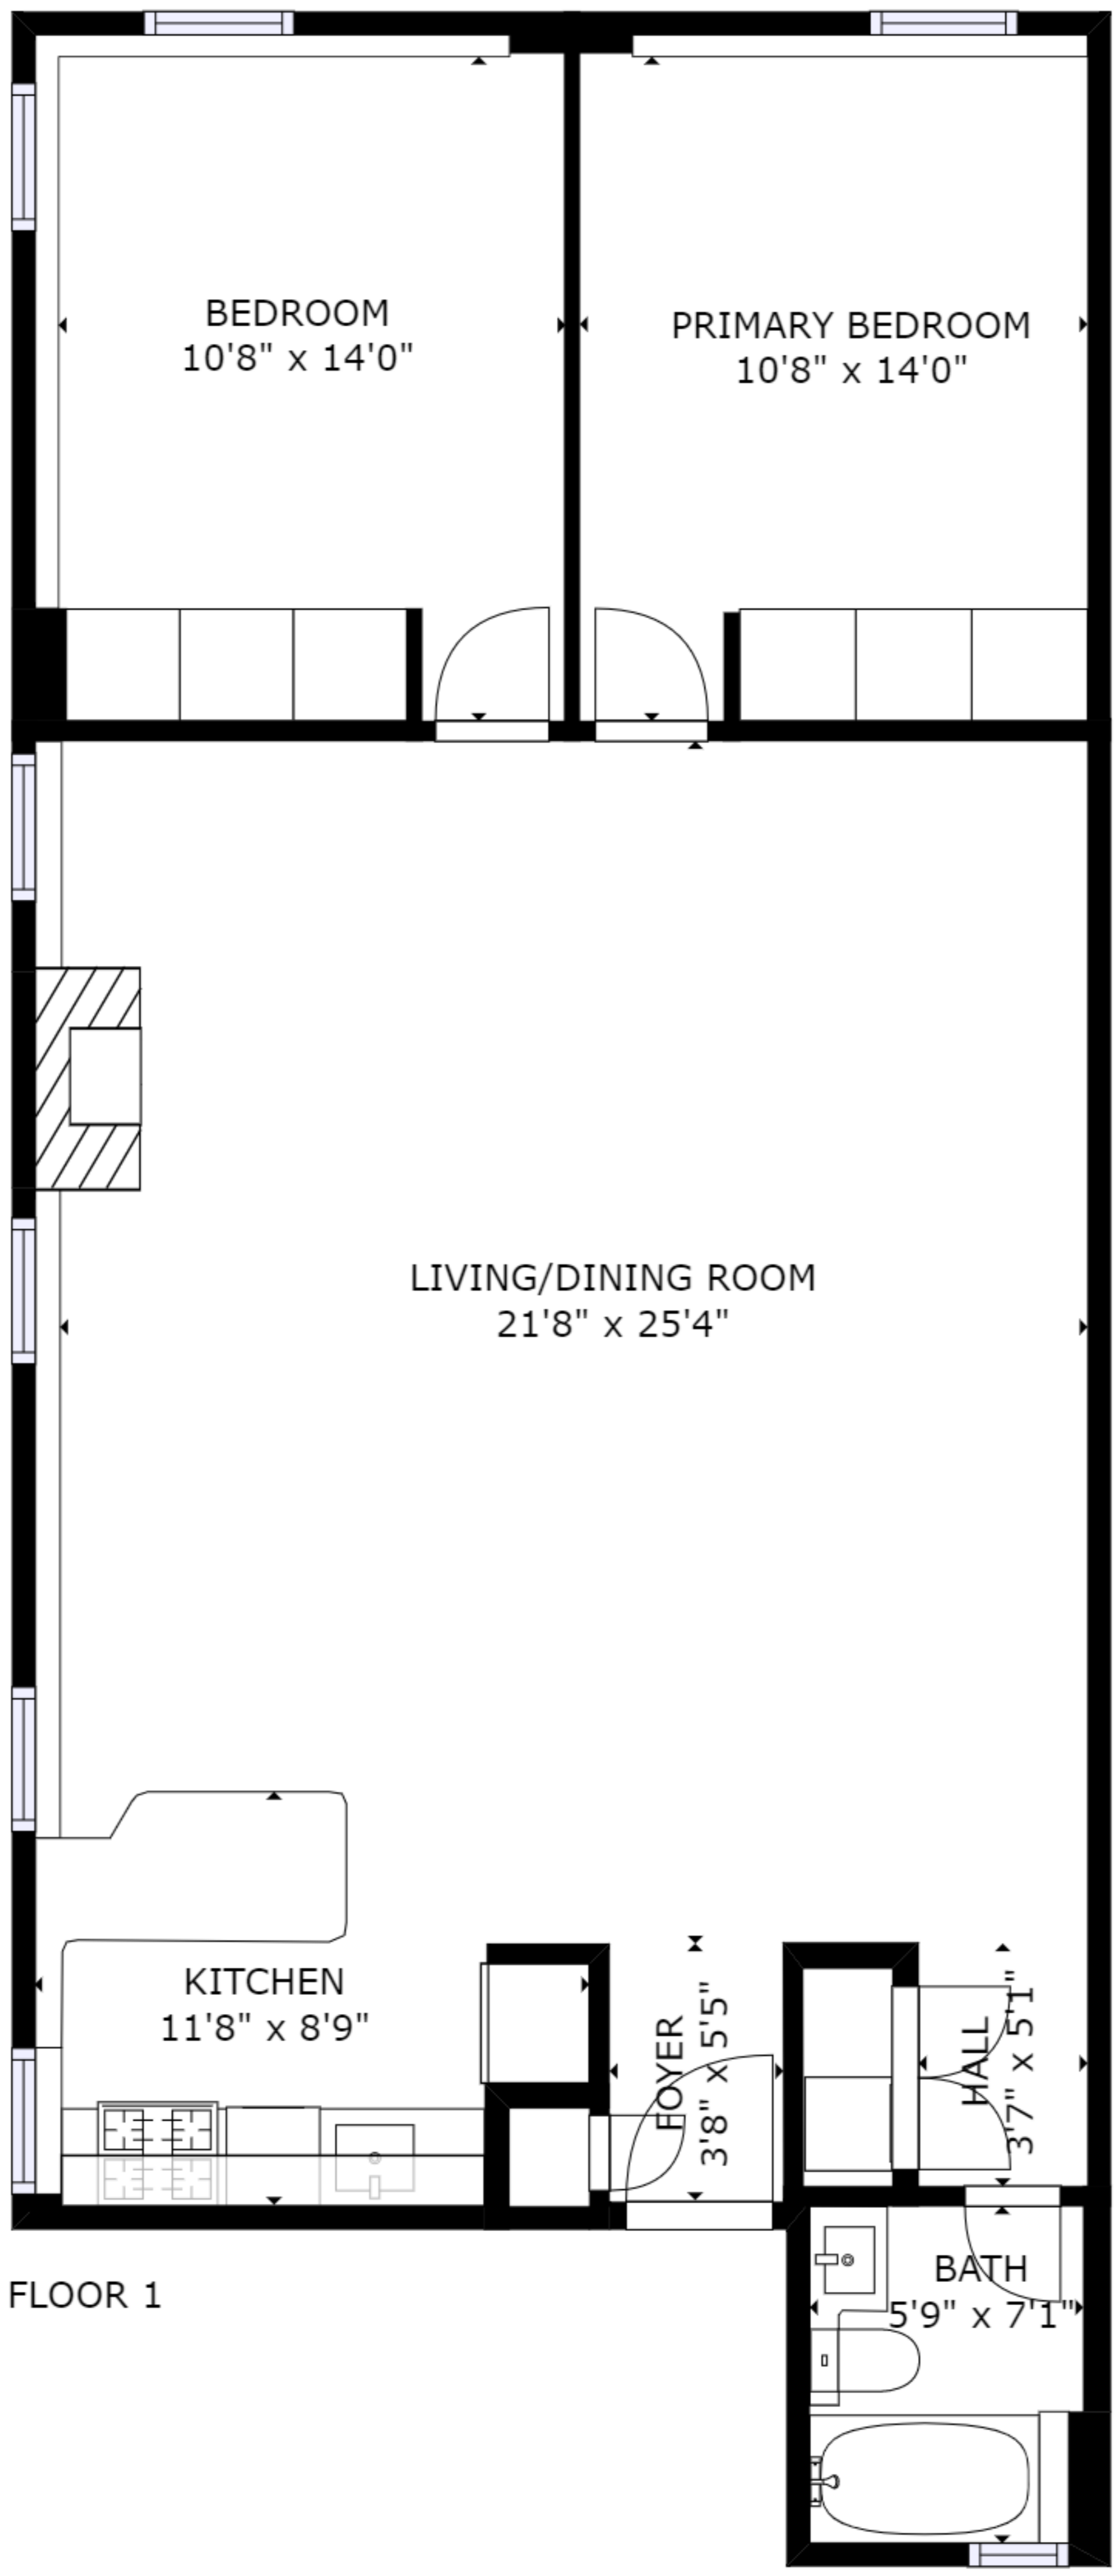 BEDROOM
10'8" x 14'0"
PRIMARY BEDROOM
10'8" x 14'0"
LIVING/DINING ROOM
21'8" x 25'4"
KITCHEN
11'8" x 8'9"
FOYER
3'8" x 5'5"
HALL
3'7" x 5'1"
BATH
5'9" x 7'1"
FLOOR 1